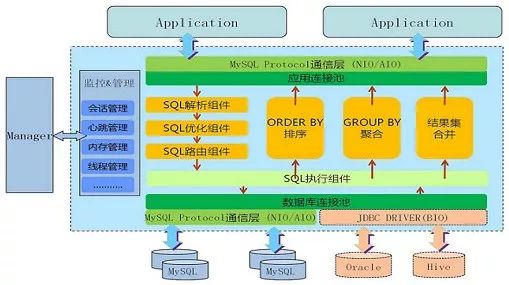 Application
Application
MySQL Protocol通信层 (NIO/AIO)
应用连接池
监控&管理
会话管理
心跳管理
内存管理
线程管理
...........
Manager
SQL解析组件
SQL优化组件
SQL路由组件
ORDER BY
排序
GROUP BY
聚合
结果集
合并
SQL执行组件
数据库连接池
MySQL Protocol通信层 (NIO/AIO)
JDBC DRIVER(BIO)
MySQL
MySQL
Oracle
Hive